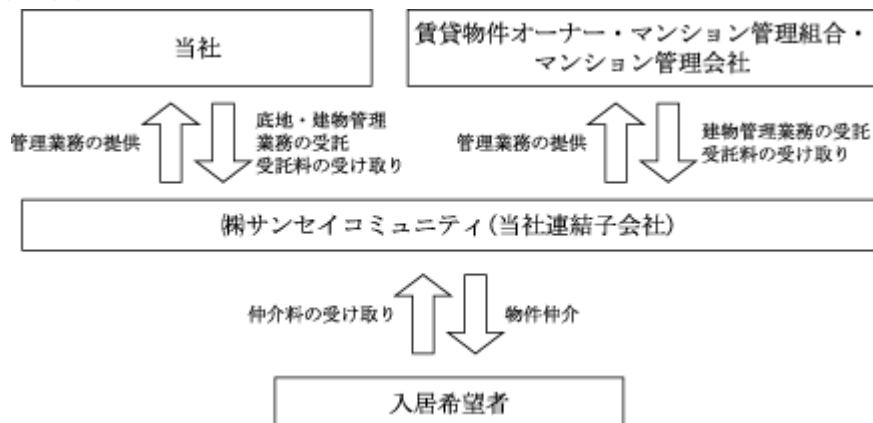 当社
賃貸物件オーナー・マンション管理組合・
マンション管理会社
管理業務の提供
底地・建物管理
業務の受託
受託料の受け取り
管理業務の提供
建物管理業務の受託
受託料の受け取り
㈱サンセイコミュニティ(当社連結子会社)
仲介料の受け取り
物件仲介
入居希望者